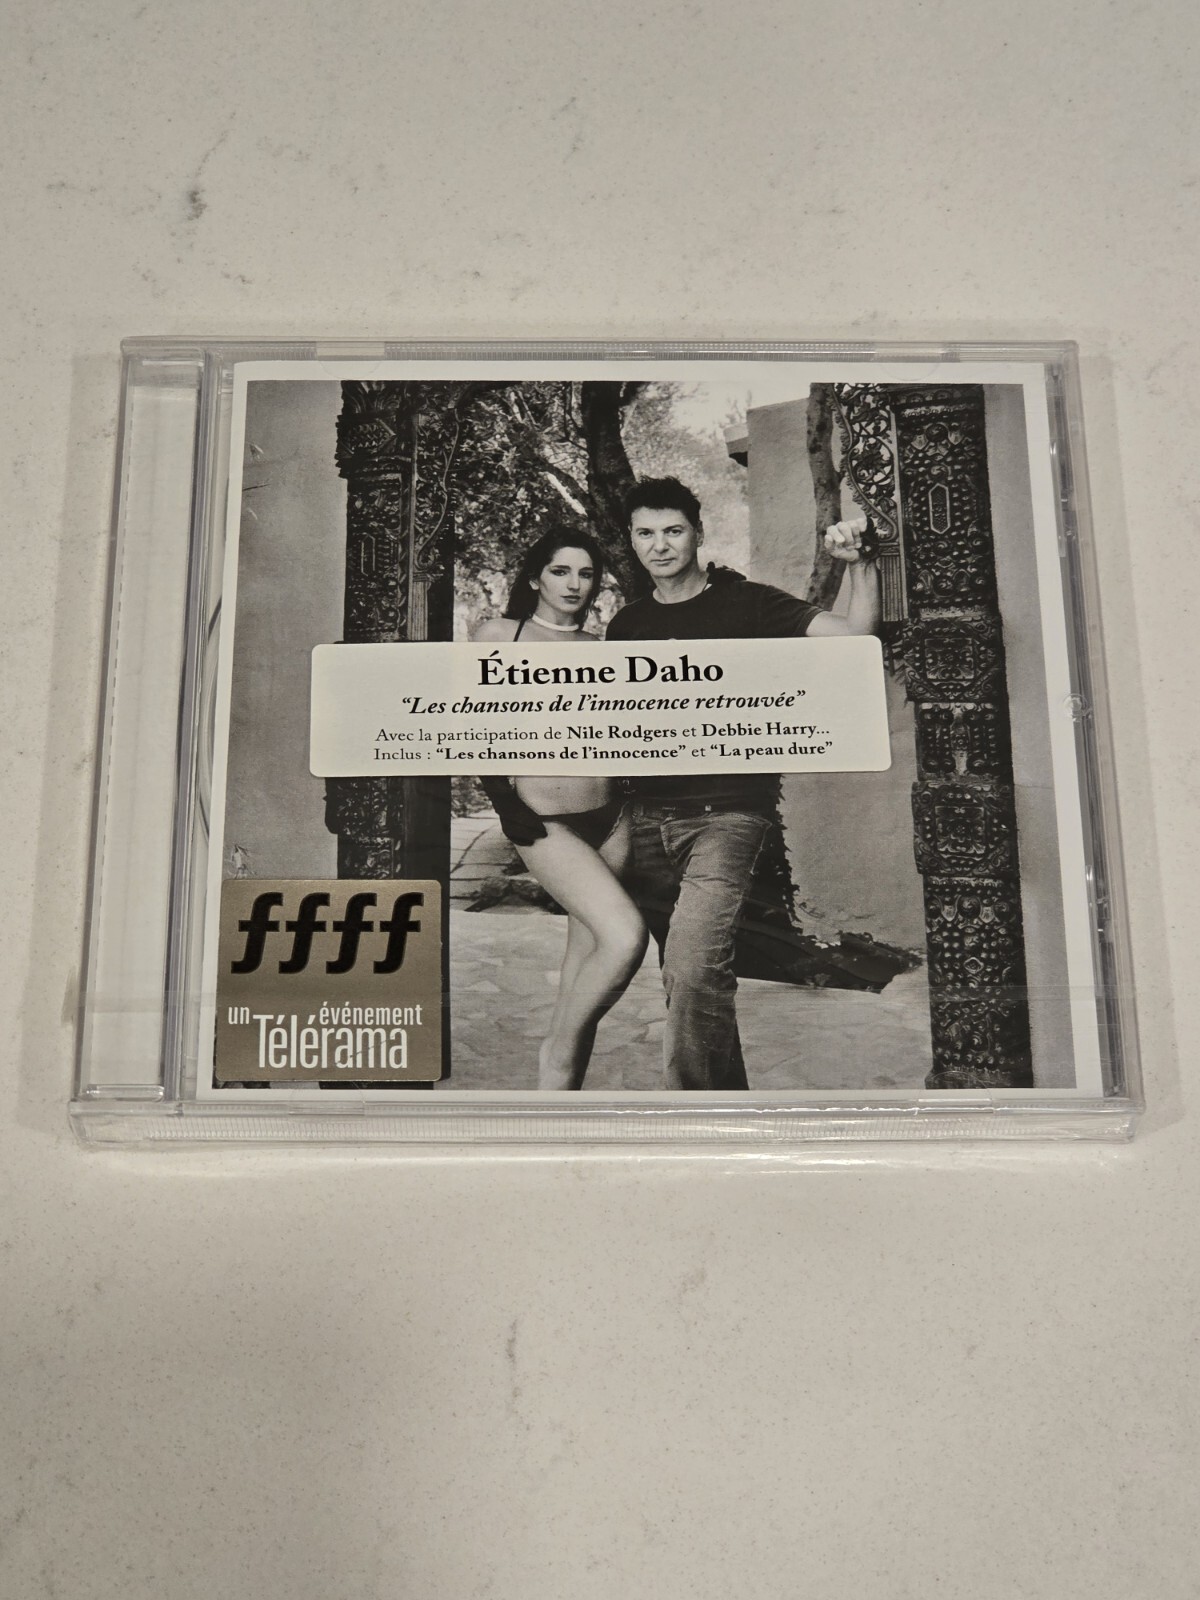 Étienne Daho
“Les chansons de l’innocence retrouvée”
Avec la participation de Nile Rodgers et Debbie Harry...
Inclus : “Les chansons de l’innocence” et “La peau dure”
ffff
un événement
Télérama